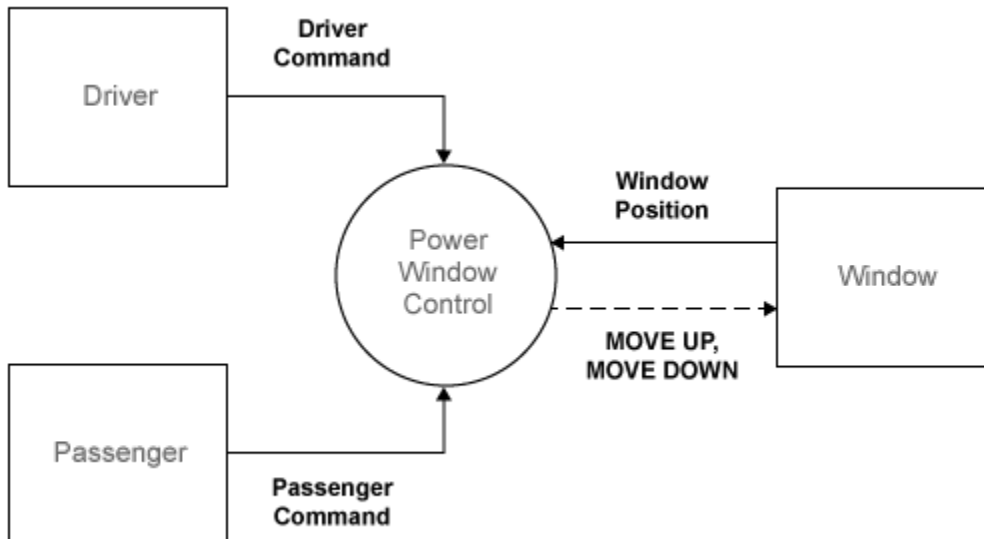 Driver
Command
Driver
Window
Position
Power
Window
Control
Window
MOVE UP,
MOVE DOWN
Passenger
Passenger
Command